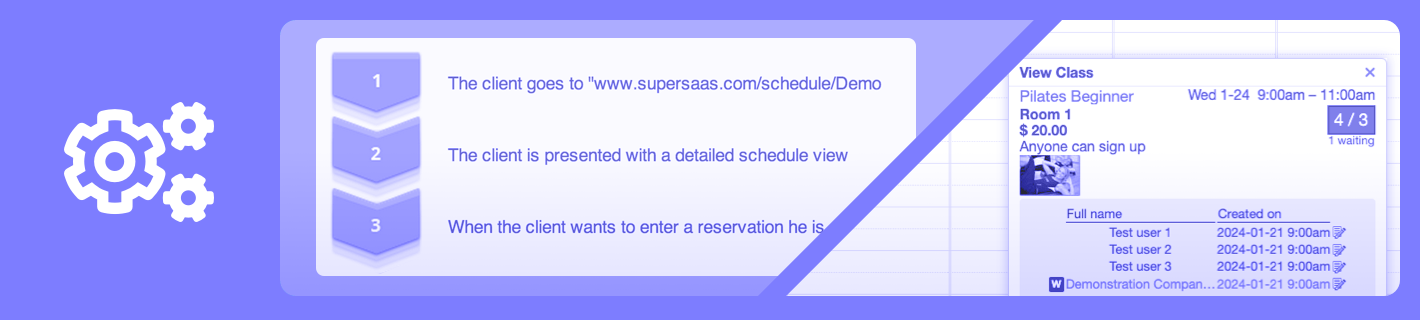 1
The client goes to "www.supersaas.com/schedule/Demo
2
The client is presented with a detailed schedule view
3
When the client wants to enter a reservation he is
View Class
Pilates Beginner Wed 1-24 9:00am – 11:00am
Room 1
4 / 3
$ 20.00
1 waiting
Anyone can sign up
Full name Created on
Test user 1 2024-01-21 9:00am
Test user 2 2024-01-21 9:00am
Test user 3 2024-01-21 9:00am
W Demonstration Compan... 2024-01-21 9:00am